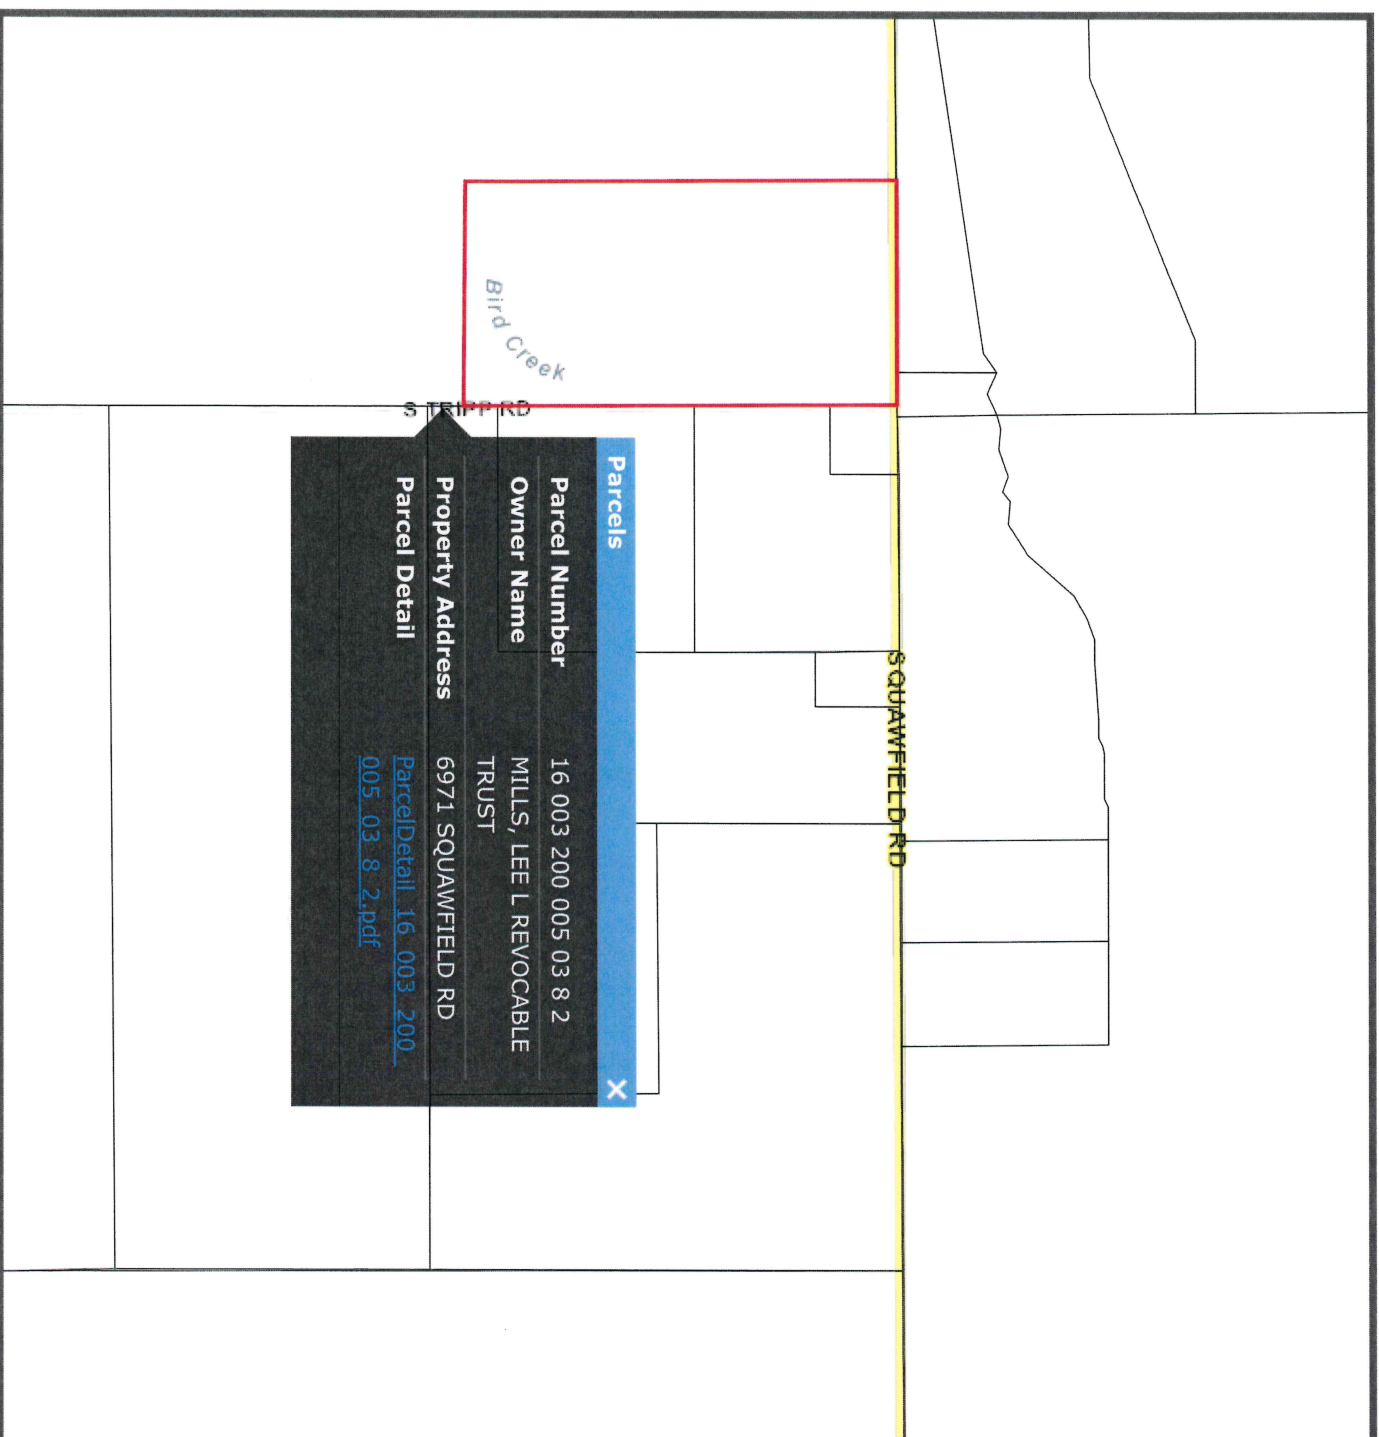 SQUAWFIELD RD
Parcels X
Parcel Number 16 003 200 005 03 8 2
Owner Name MILLS, LEE L REVOCABLE
TRUST
Property Address 6971 SQUAWFIELD RD
Parcel Detail ParcelDetail_16_003_200_
005_03_8_2.pdf
Bird Creek
S TRIPP RD